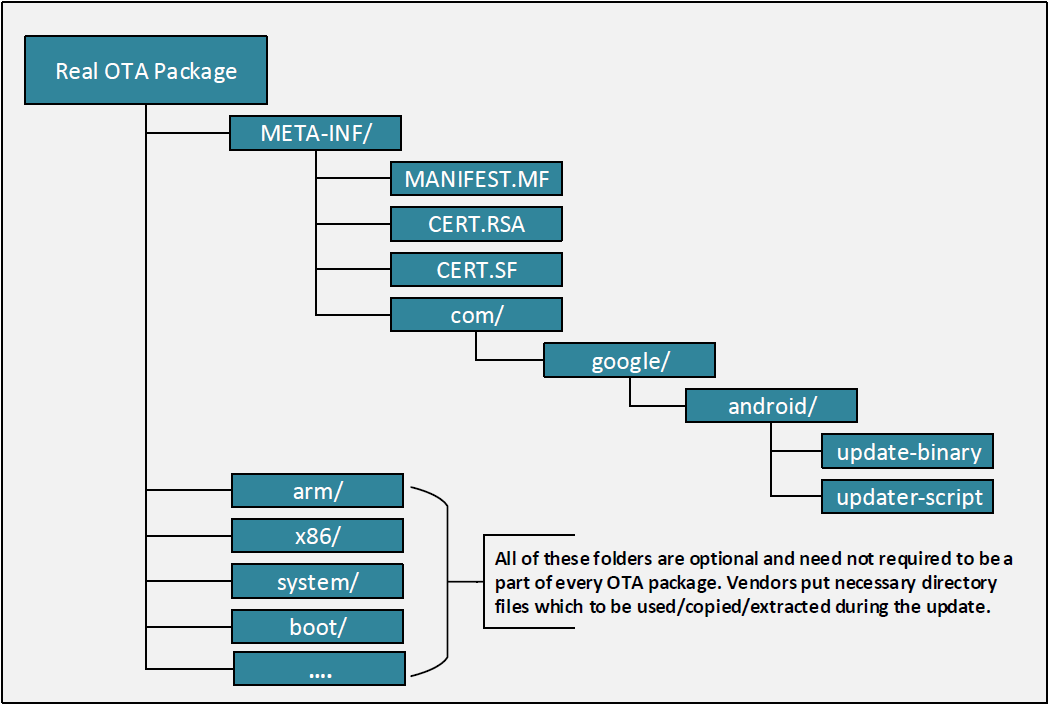 Real OTA Package
META-INF/
MANIFEST.MF
CERT.RSA
CERT.SF
com/
google/
android/
update-binary
updater-script
arm/
x86/
system/
boot/
....
All of these folders are optional and need not required to be a
part of every OTA package. Vendors put necessary directory
files which to be used/copied/extracted during the update.